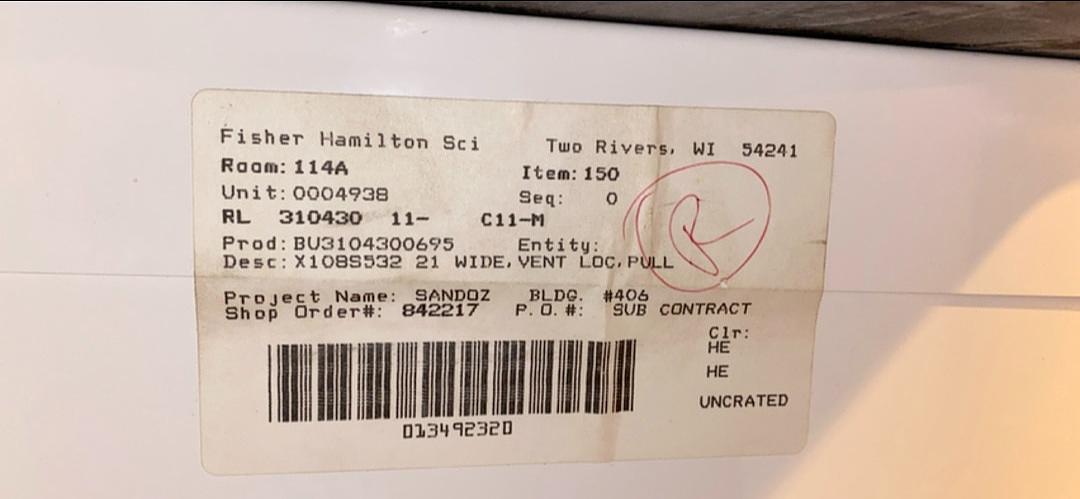 Fisher Hamilton Sci Two Rivers, WI 54241
Room: 114A Item: 150
Unit: 0004938 Seq: 0
RL 310430 11- C11-M
Prod: BU3104300695 Entity:
Desc: X108S532 21 WIDE, VENT LOC, PULL
R
Project Name: SANDOZ BLDG. #406
Shop Order#: 842217 P.O.#: SUB CONTRACT
Clr:
HE
HE
UNCRATED
013492320